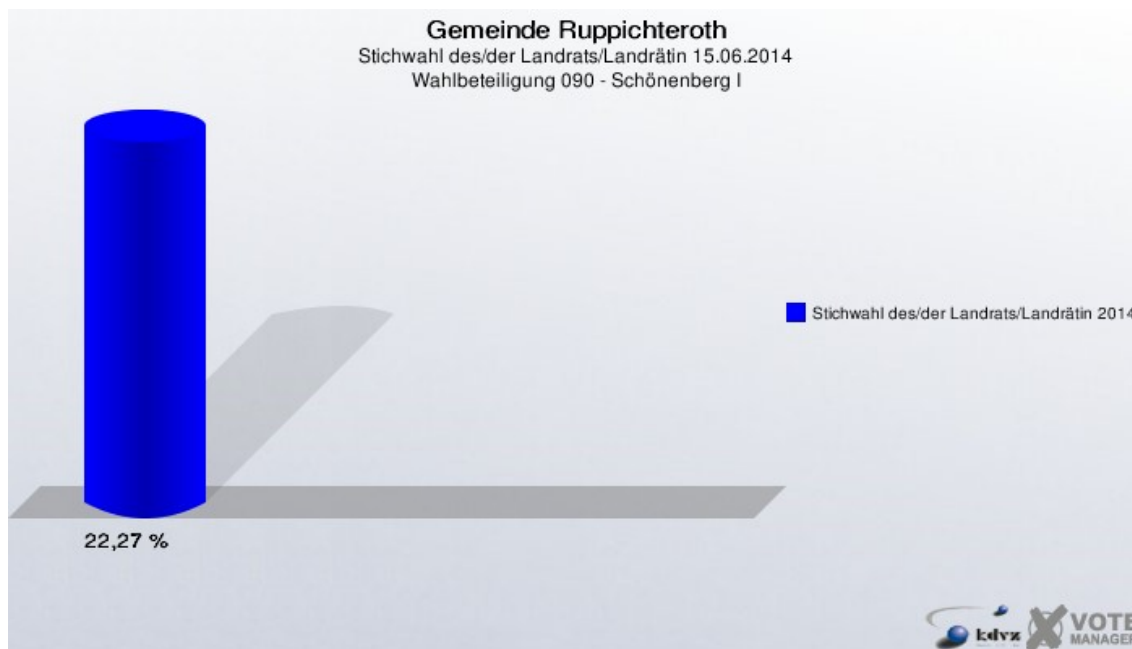 Gemeinde Ruppichteroth
Stichwahl des/der Landrats/Landrätin 15.06.2014
Wahlbeteiligung 090 - Schönenberg I
Stichwahl des/der Landrats/Landrätin 2014
22,27 %
kdvz
VOTE
MANAGER